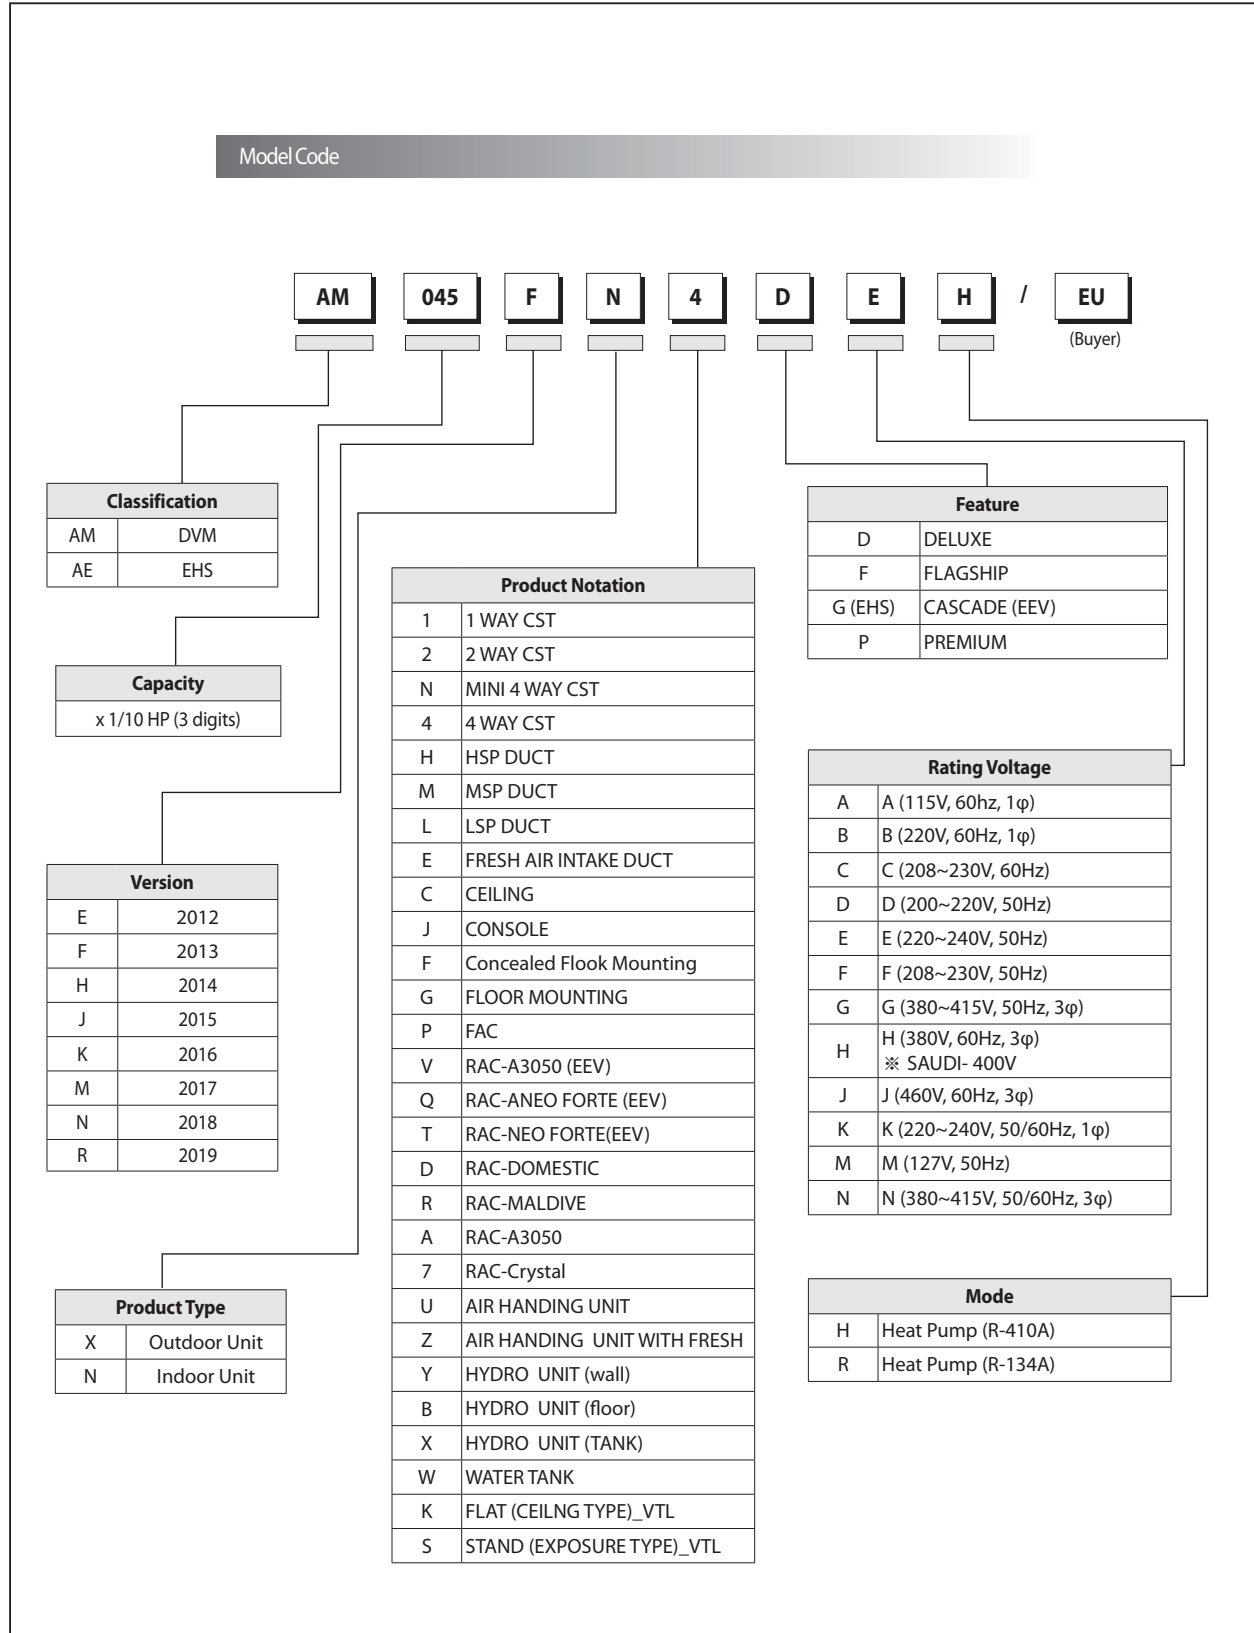 Model Code
AM 045 F N 4 D E H / EU
(Buyer)
Classification
AM DVM
AE EHS
Capacity
x 1/10 HP (3 digits)
Version
E 2012
F 2013
H 2014
J 2015
K 2016
M 2017
N 2018
R 2019
Product Type
X Outdoor Unit
N Indoor Unit
Product Notation
1 1 WAY CST
2 2 WAY CST
N MINI 4 WAY CST
4 4 WAY CST
H HSP DUCT
M MSP DUCT
L LSP DUCT
E FRESH AIR INTAKE DUCT
C CEILING
J CONSOLE
F Concealed Flook Mounting
G FLOOR MOUNTING
P FAC
V RAC-A3050 (EEV)
Q RAC-ANEO FORTE (EEV)
T RAC-NEO FORTE(EEV)
D RAC-DOMESTIC
R RAC-MALDIVE
A RAC-A3050
7 RAC-Crystal
U AIR HANDING UNIT
Z AIR HANDING UNIT WITH FRESH
Y HYDRO UNIT (wall)
B HYDRO UNIT (floor)
X HYDRO UNIT (TANK)
W WATER TANK
K FLAT (CEILNG TYPE)_VTL
S STAND (EXPOSURE TYPE)_VTL
Feature
D DELUXE
F FLAGSHIP
G (EHS) CASCADE (EEV)
P PREMIUM
Rating Voltage
A A (115V, 60hz, 1φ)
B B (220V, 60Hz, 1φ)
C C (208~230V, 60Hz)
D D (200~220V, 50Hz)
E E (220~240V, 50Hz)
F F (208~230V, 50Hz)
G G (380~415V, 50Hz, 3φ)
H H (380V, 60Hz, 3φ)
※ SAUDI- 400V
J J (460V, 60Hz, 3φ)
K K (220~240V, 50/60Hz, 1φ)
M M (127V, 50Hz)
N N (380~415V, 50/60Hz, 3φ)
Mode
H Heat Pump (R-410A)
R Heat Pump (R-134A)